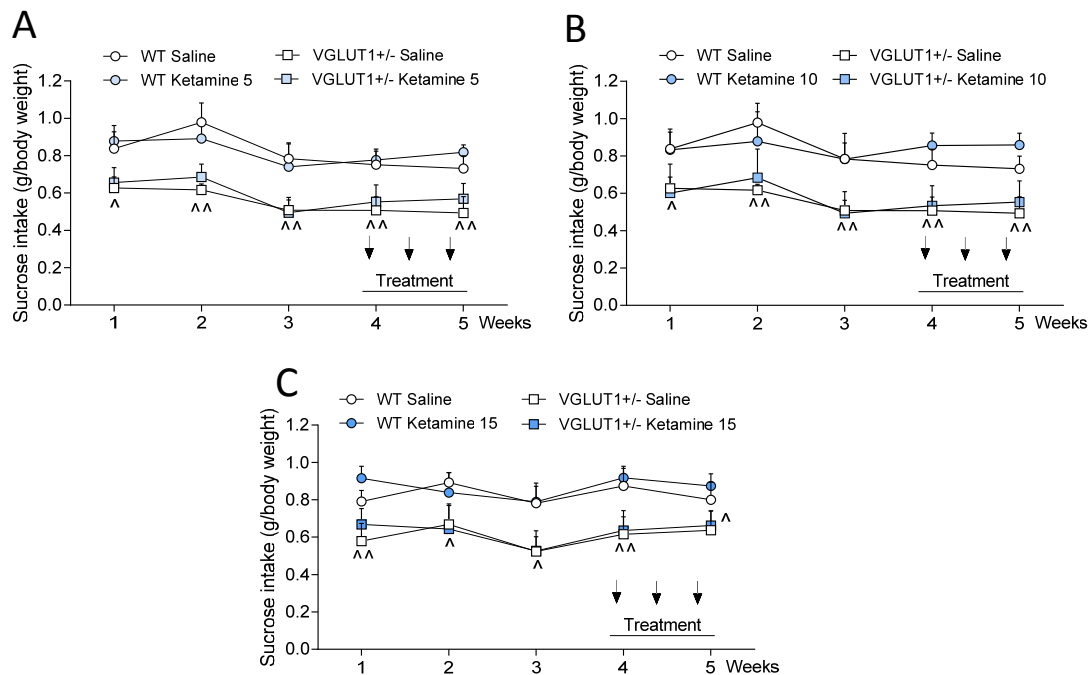 A
WT Saline VGLUT1+/- Saline
WT Ketamine 5 VGLUT1+/- Ketamine 5
Sucrose intake (g/body weight)
1.2
1.0
0.8
0.6
0.4
0.2
0.0
^ ^^ ^^ ^^ ^^
Treatment
1 2 3 4 5 Weeks
B
WT Saline VGLUT1+/- Saline
WT Ketamine 10 VGLUT1+/- Ketamine 10
Sucrose intake (g/body weight)
1.2
1.0
0.8
0.6
0.4
0.2
0.0
^ ^^ ^^ ^^ ^^
Treatment
1 2 3 4 5 Weeks
C
WT Saline VGLUT1+/- Saline
WT Ketamine 15 VGLUT1+/- Ketamine 15
Sucrose intake (g/body weight)
1.2
1.0
0.8
0.6
0.4
0.2
0.0
^^ ^ ^ ^^ ^
Treatment
1 2 3 4 5 Weeks